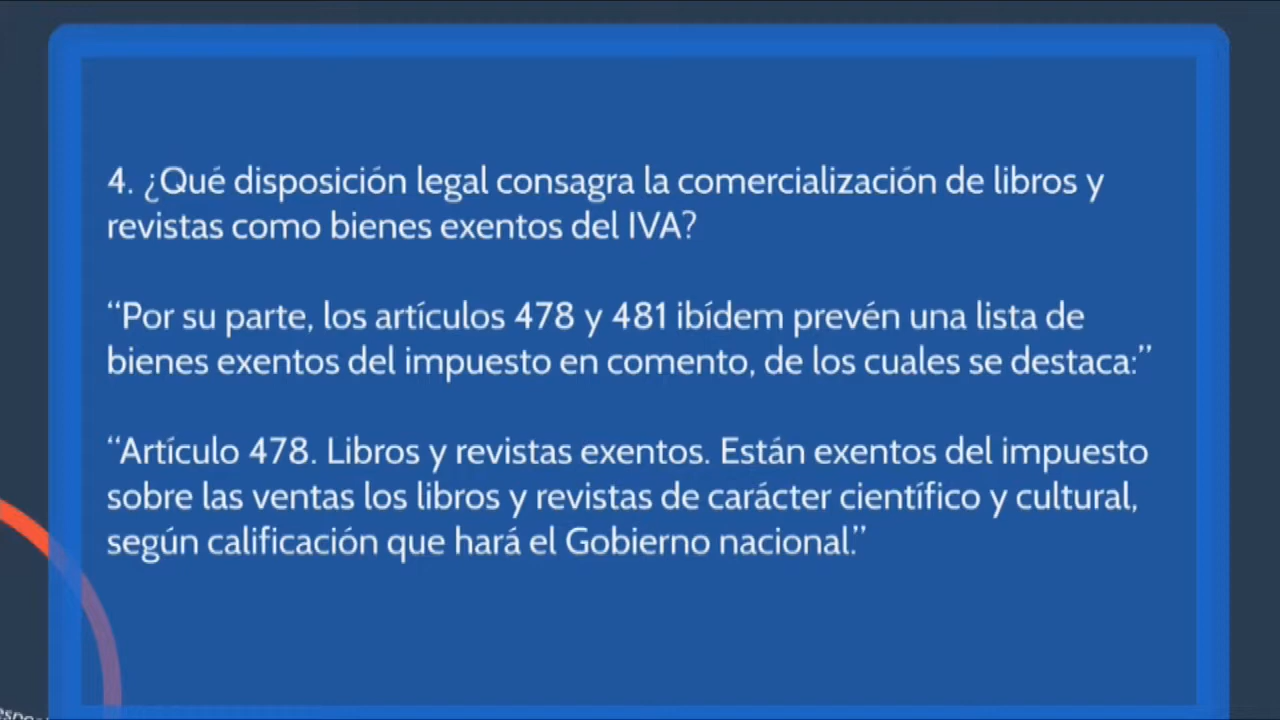 4. ¿Qué disposición legal consagra la comercialización de libros y
revistas como bienes exentos del IVA?
“Por su parte, los artículos 478 y 481 ibídem prevén una lista de
bienes exentos del impuesto en comento, de los cuales se destaca:”
“Artículo 478. Libros y revistas exentos. Están exentos del impuesto
sobre las ventas los libros y revistas de carácter científico y cultural,
según calificación que hará el Gobierno nacional.”